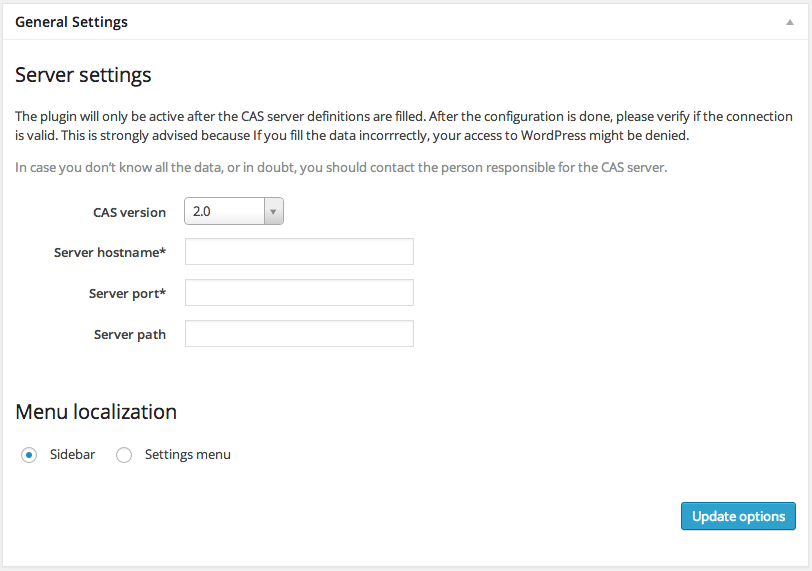 General Settings
Server settings
The plugin will only be active after the CAS server definitions are filled. After the configuration is done, please verify if the connection
is valid. This is strongly advised because If you fill the data incorrrectly, your access to WordPress might be denied.
In case you don't know all the data, or in doubt, you should contact the person responsible for the CAS server.
CAS version 2.0
Server hostname*
Server port*
Server path
Menu localization
Sidebar Settings menu
Update options